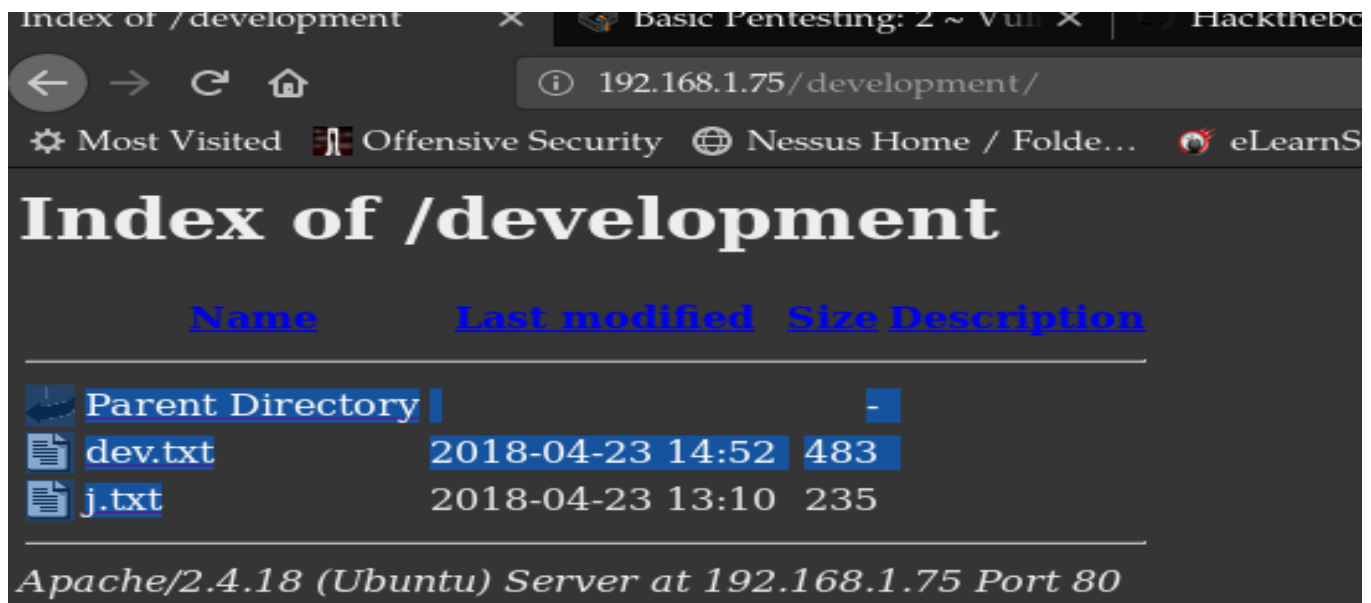 Index of /development × Basic Pentesting: 2 ~ Vul × Hackthebo
192.168.1.75/development/
Most Visited Offensive Security Nessus Home / Folde... eLearnS
Index of /development
Name Last modified Size Description
Parent Directory -
dev.txt 2018-04-23 14:52 483
j.txt 2018-04-23 13:10 235
Apache/2.4.18 (Ubuntu) Server at 192.168.1.75 Port 80